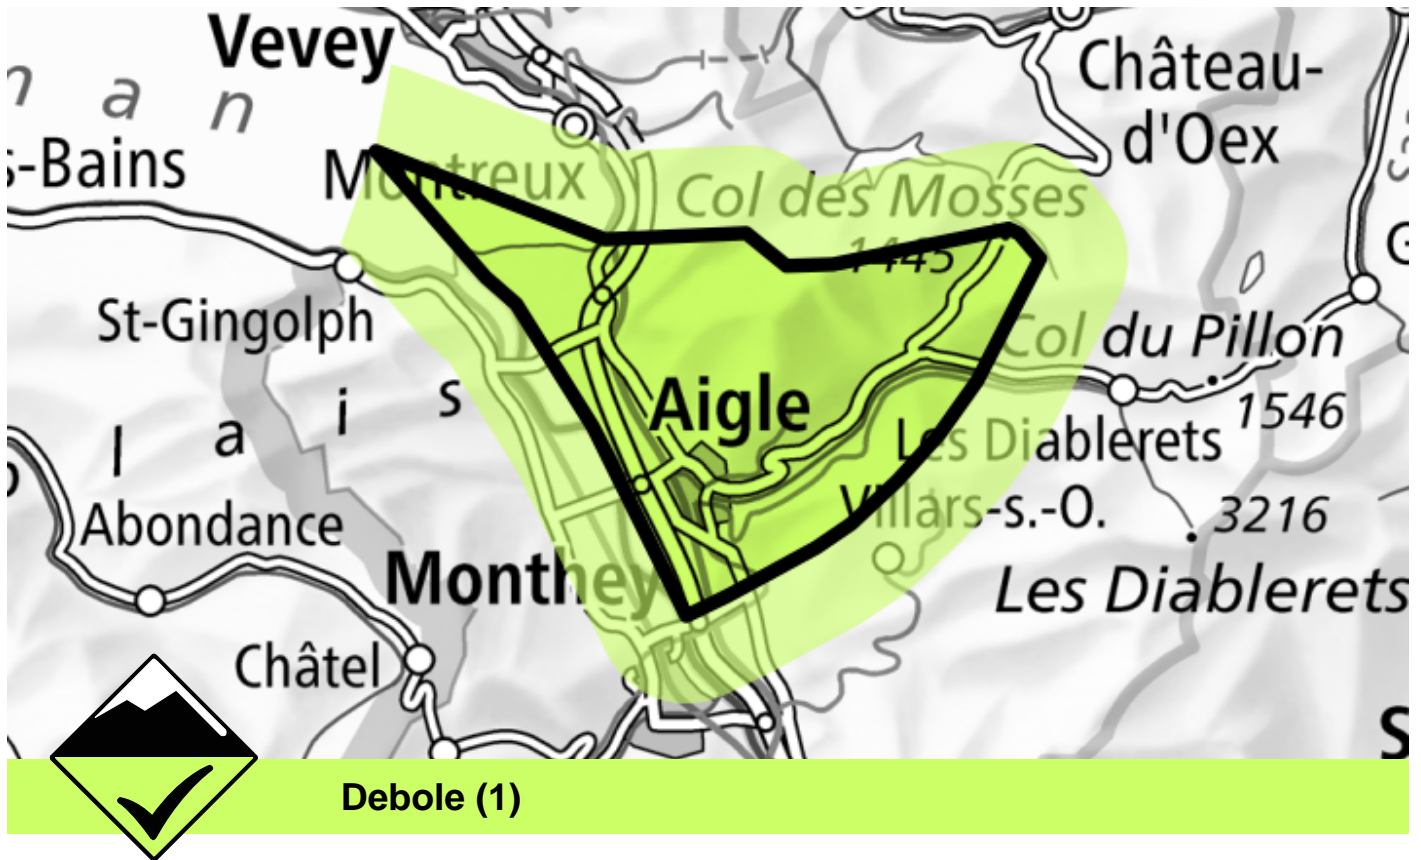 Vevey
Château-
d'Oex
n a n
s-Bains
Montreux
Col des Mosses
1445
G
St-Gingolph
Col du Pillon
1546
l a i s
Aigle
Les Diablerets
Villars-s.-O.
3216
Abondance
Monthey
Les Diablerets
Châtel
S
Debole (1)